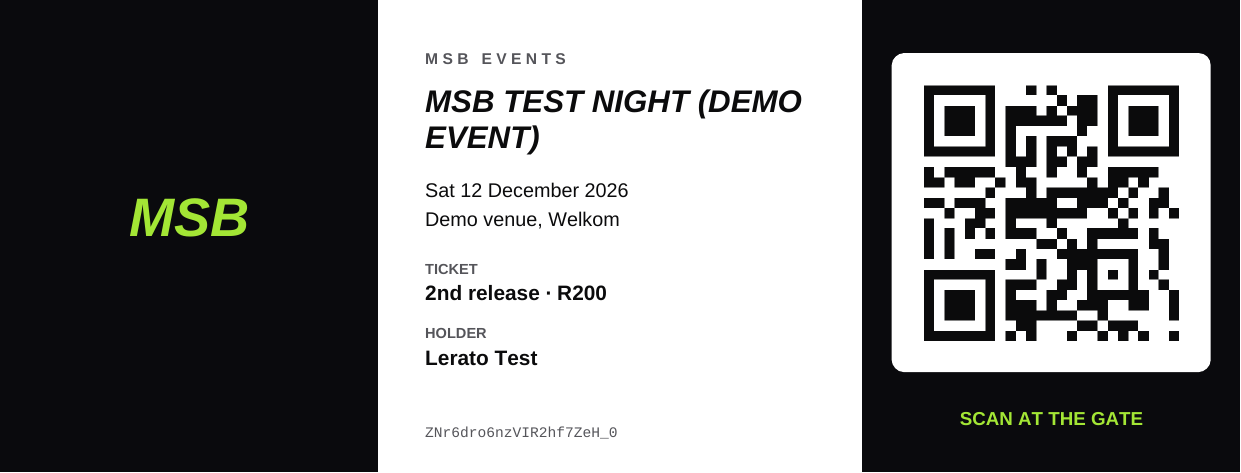 MSB
MSB EVENTS
MSB TEST NIGHT (DEMO
EVENT)
Sat 12 December 2026
Demo venue, Welkom
TICKET
2nd release · R200
HOLDER
Lerato Test
ZNr6dro6nzVIR2hf7ZeH_0
SCAN AT THE GATE